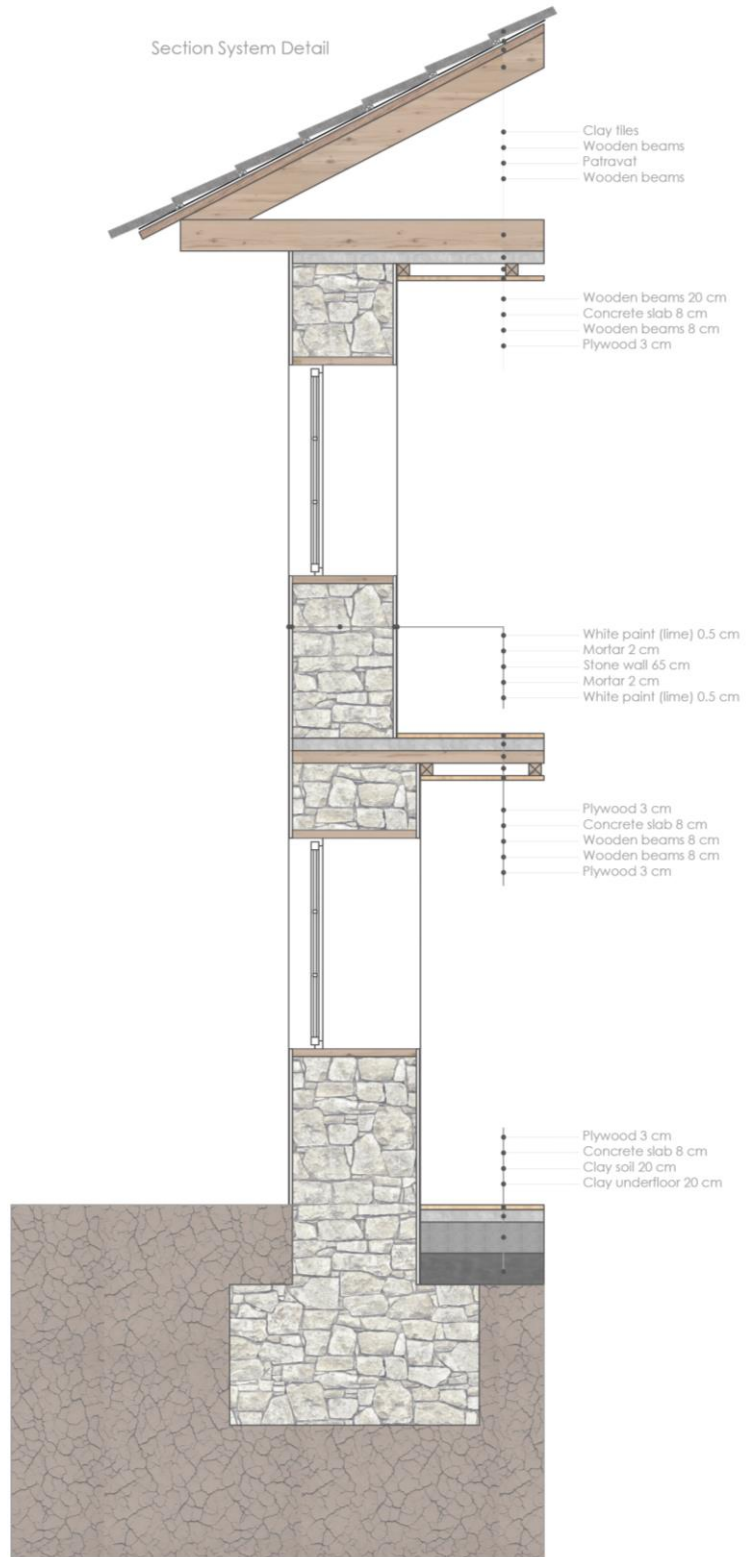 Section System Detail
Clay tiles
Wooden beams
Patravat
Wooden beams
Wooden beams 20 cm
Concrete slab 8 cm
Wooden beams 8 cm
Plywood 3 cm
White paint (lime) 0.5 cm
Mortar 2 cm
Stone wall 65 cm
Mortar 2 cm
White paint (lime) 0.5 cm
Plywood 3 cm
Concrete slab 8 cm
Wooden beams 8 cm
Wooden beams 8 cm
Plywood 3 cm
Plywood 3 cm
Concrete slab 8 cm
Clay soil 20 cm
Clay underfloor 20 cm